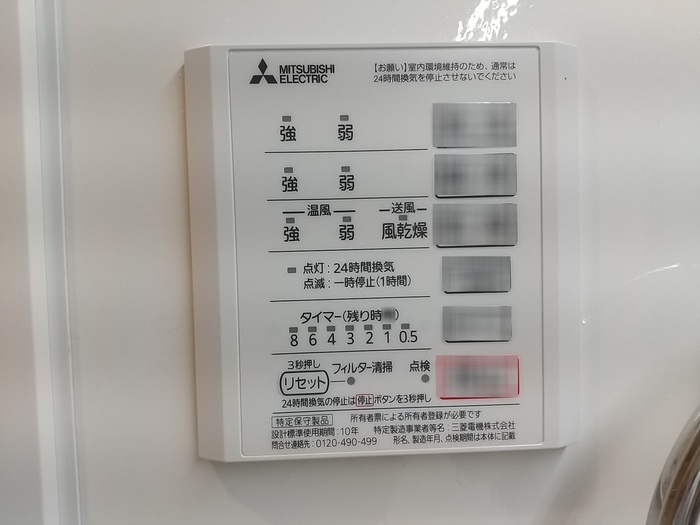 MITSUBISHI
ELECTRIC
【お願い】室内環境維持のため、通常は
24時間換気を停止させないでください
強 弱
強 弱
温風 送風
強 弱 風乾燥
点灯:24時間換気
点滅:一時停止(1時間)
タイマー(残り時
8 6 4 3 2 1 0.5
3秒押し
リセット フィルター清掃 点検
24時間換気の停止は停止ボタンを3秒押し
特定保守製品 所有者票による所有者登録が必要です
設計標準使用期間:10年 特定製造事業者等名:三菱電機株式会社
問合せ連絡先:0120-490-499 形名、製造年月、点検期間は本体に記載